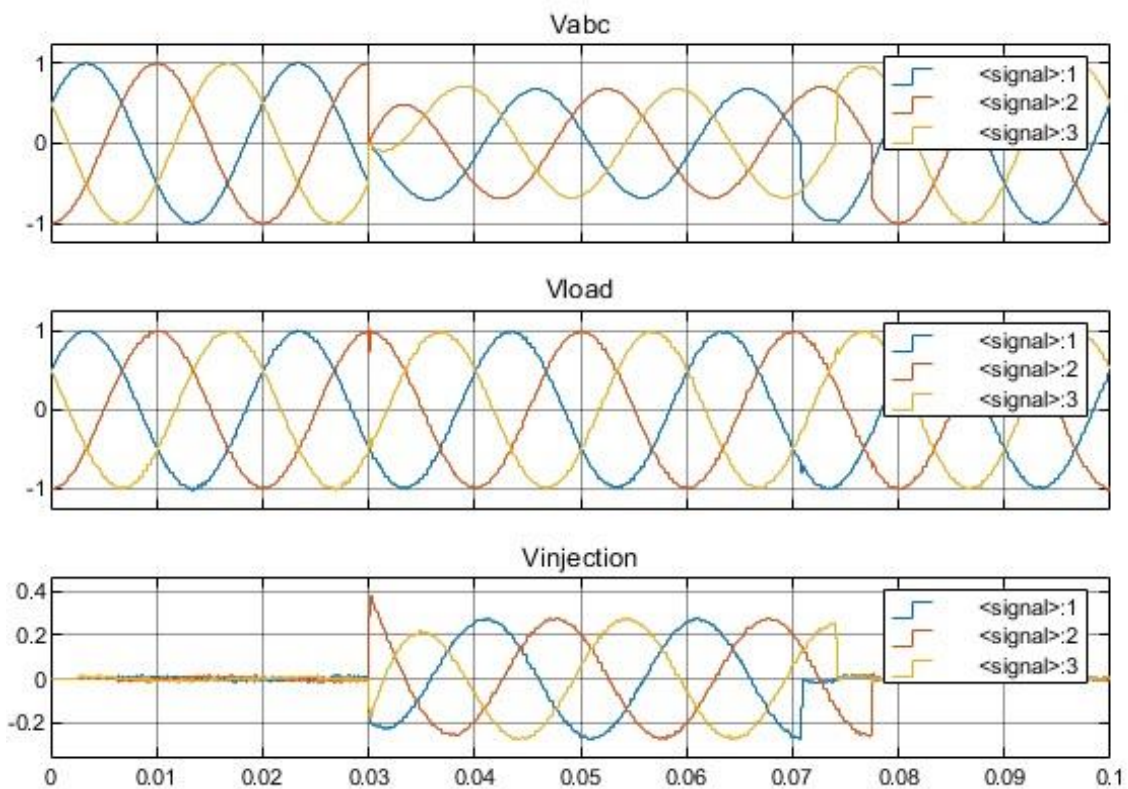 Vabc
1
0
-1
<signal>:1
<signal>:2
<signal>:3
Vload
1
0
-1
<signal>:1
<signal>:2
<signal>:3
Vinjection
0.4
0.2
0
-0.2
<signal>:1
<signal>:2
<signal>:3
0 0.01 0.02 0.03 0.04 0.05 0.06 0.07 0.08 0.09 0.1